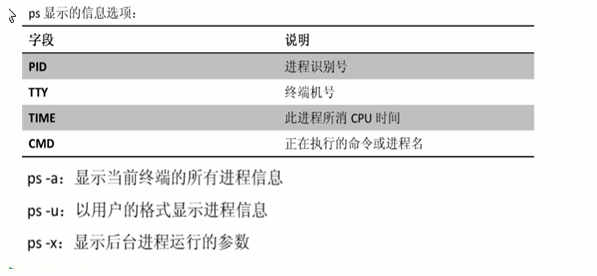 ps 显示的信息选项：
字段 说明
PID 进程识别号
TTY 终端机号
TIME 此进程所消 CPU 时间
CMD 正在执行的命令或进程名
ps -a：显示当前终端的所有进程信息
ps -u：以用户的格式显示进程信息
ps -x：显示后台进程运行的参数